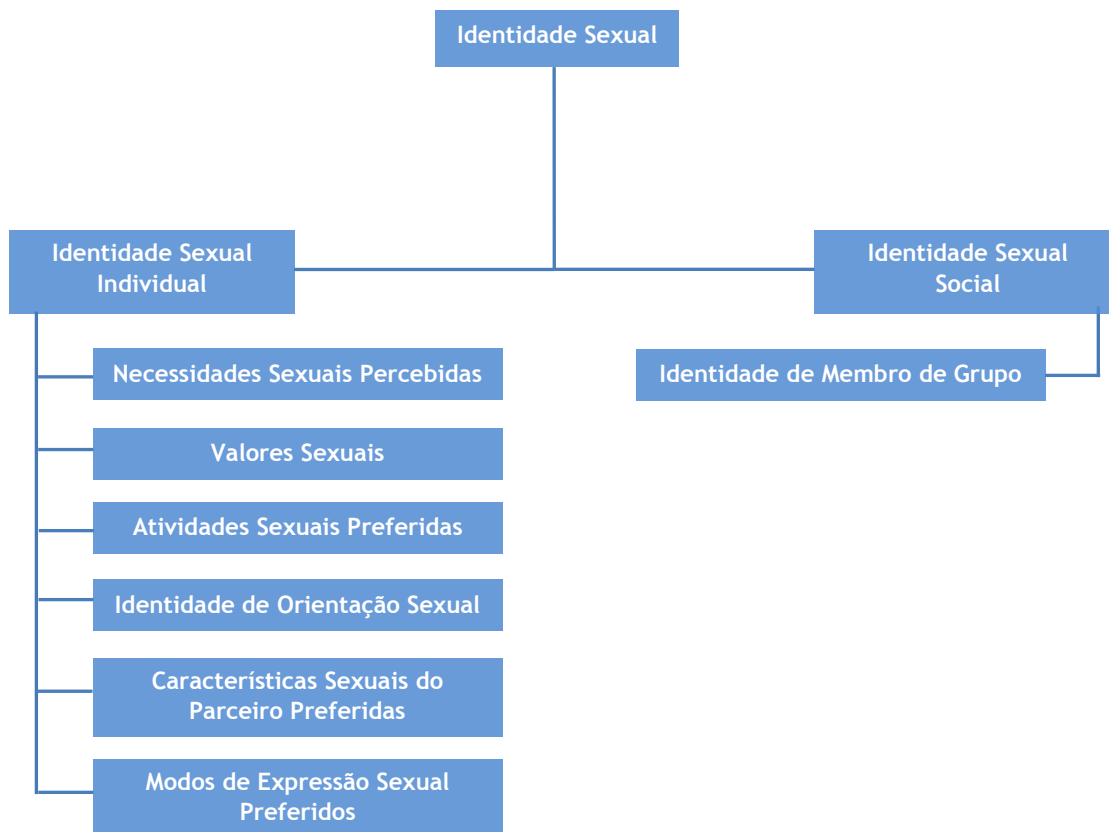 Identidade Sexual
Identidade Sexual
Individual
Identidade Sexual
Social
Necessidades Sexuais Percebidas
Identidade de Membro de Grupo
Valores Sexuais
Atividades Sexuais Preferidas
Identidade de Orientação Sexual
Característícas Sexuais do
Parceiro Preferidas
Modos de Expressão Sexual
Preferidos